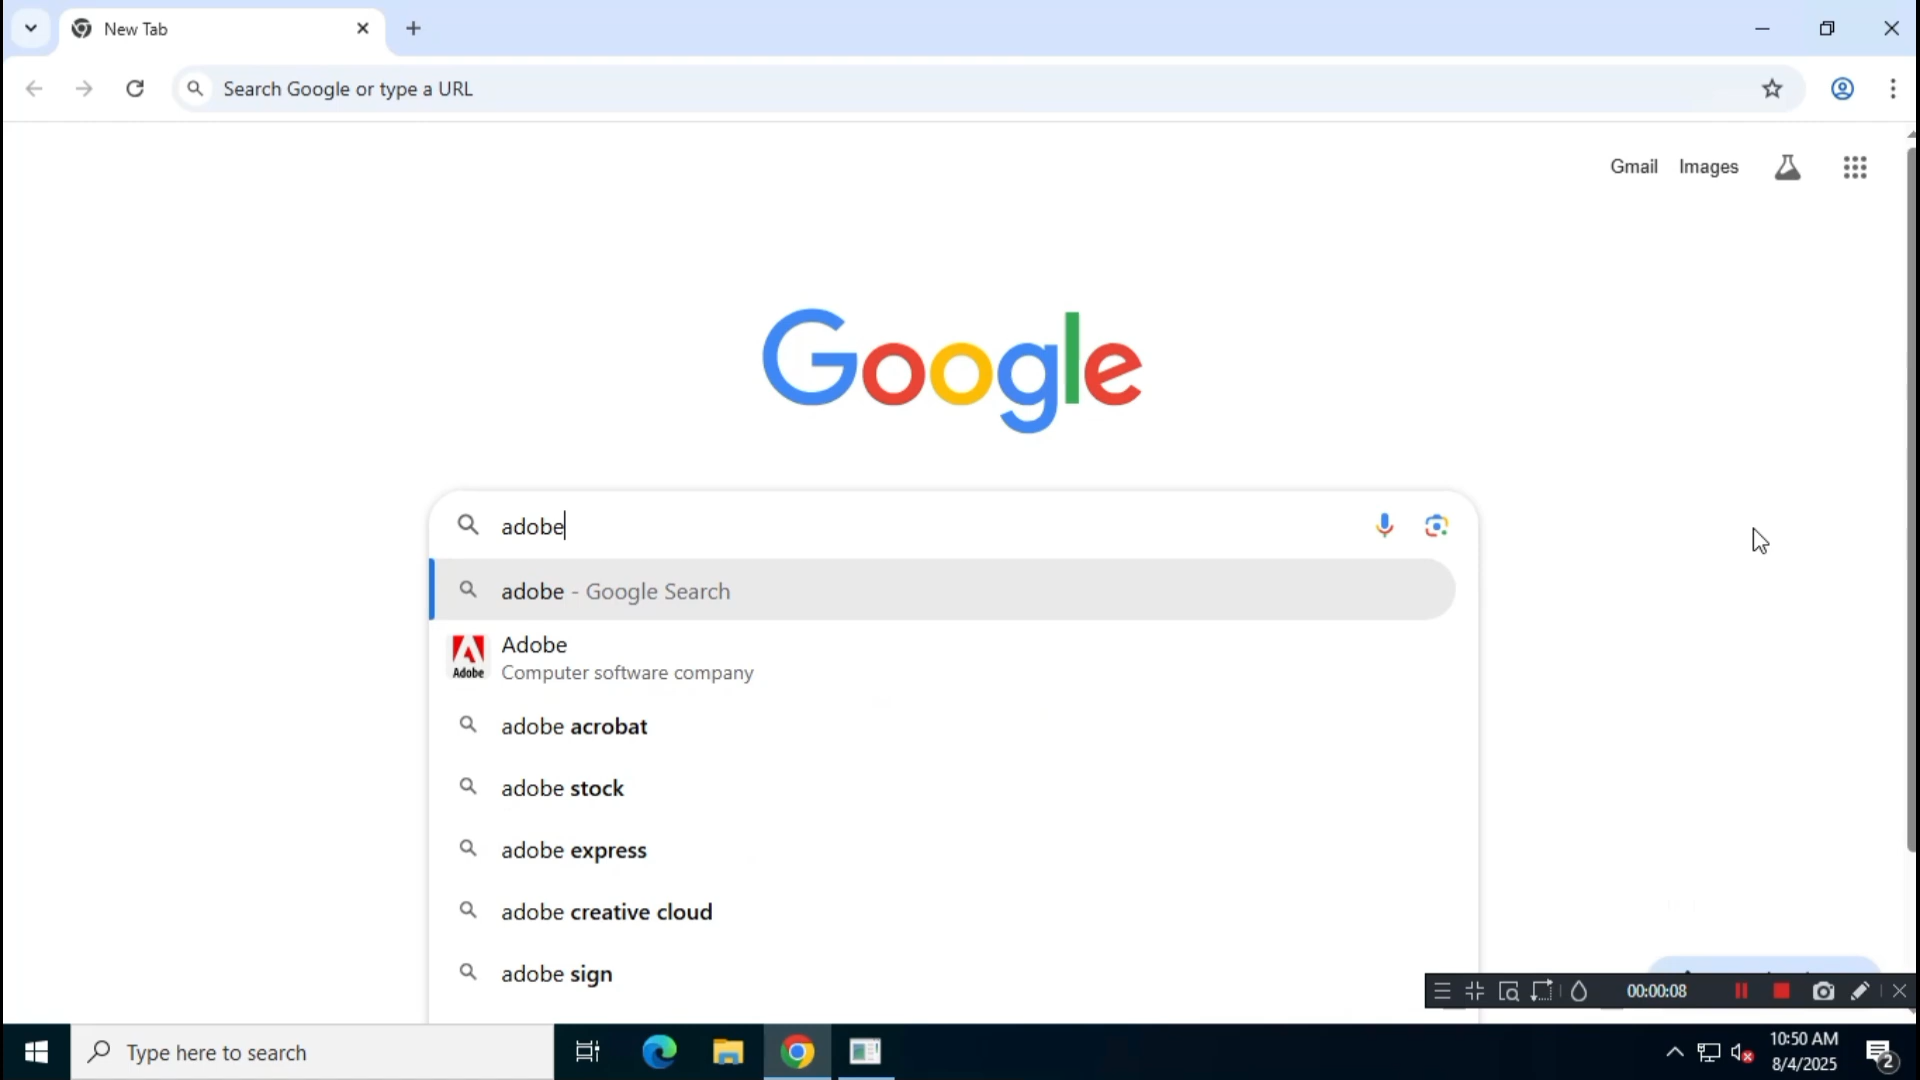 New Tab
Search Google or type a URL
Gmail Images
Google
adobe
adobe - Google Search
Adobe
Adobe
Computer software company
adobe acrobat
adobe stock
adobe express
adobe creative cloud
adobe sign
00:00:08
Type here to search
10:50 AM
8/4/2025
2